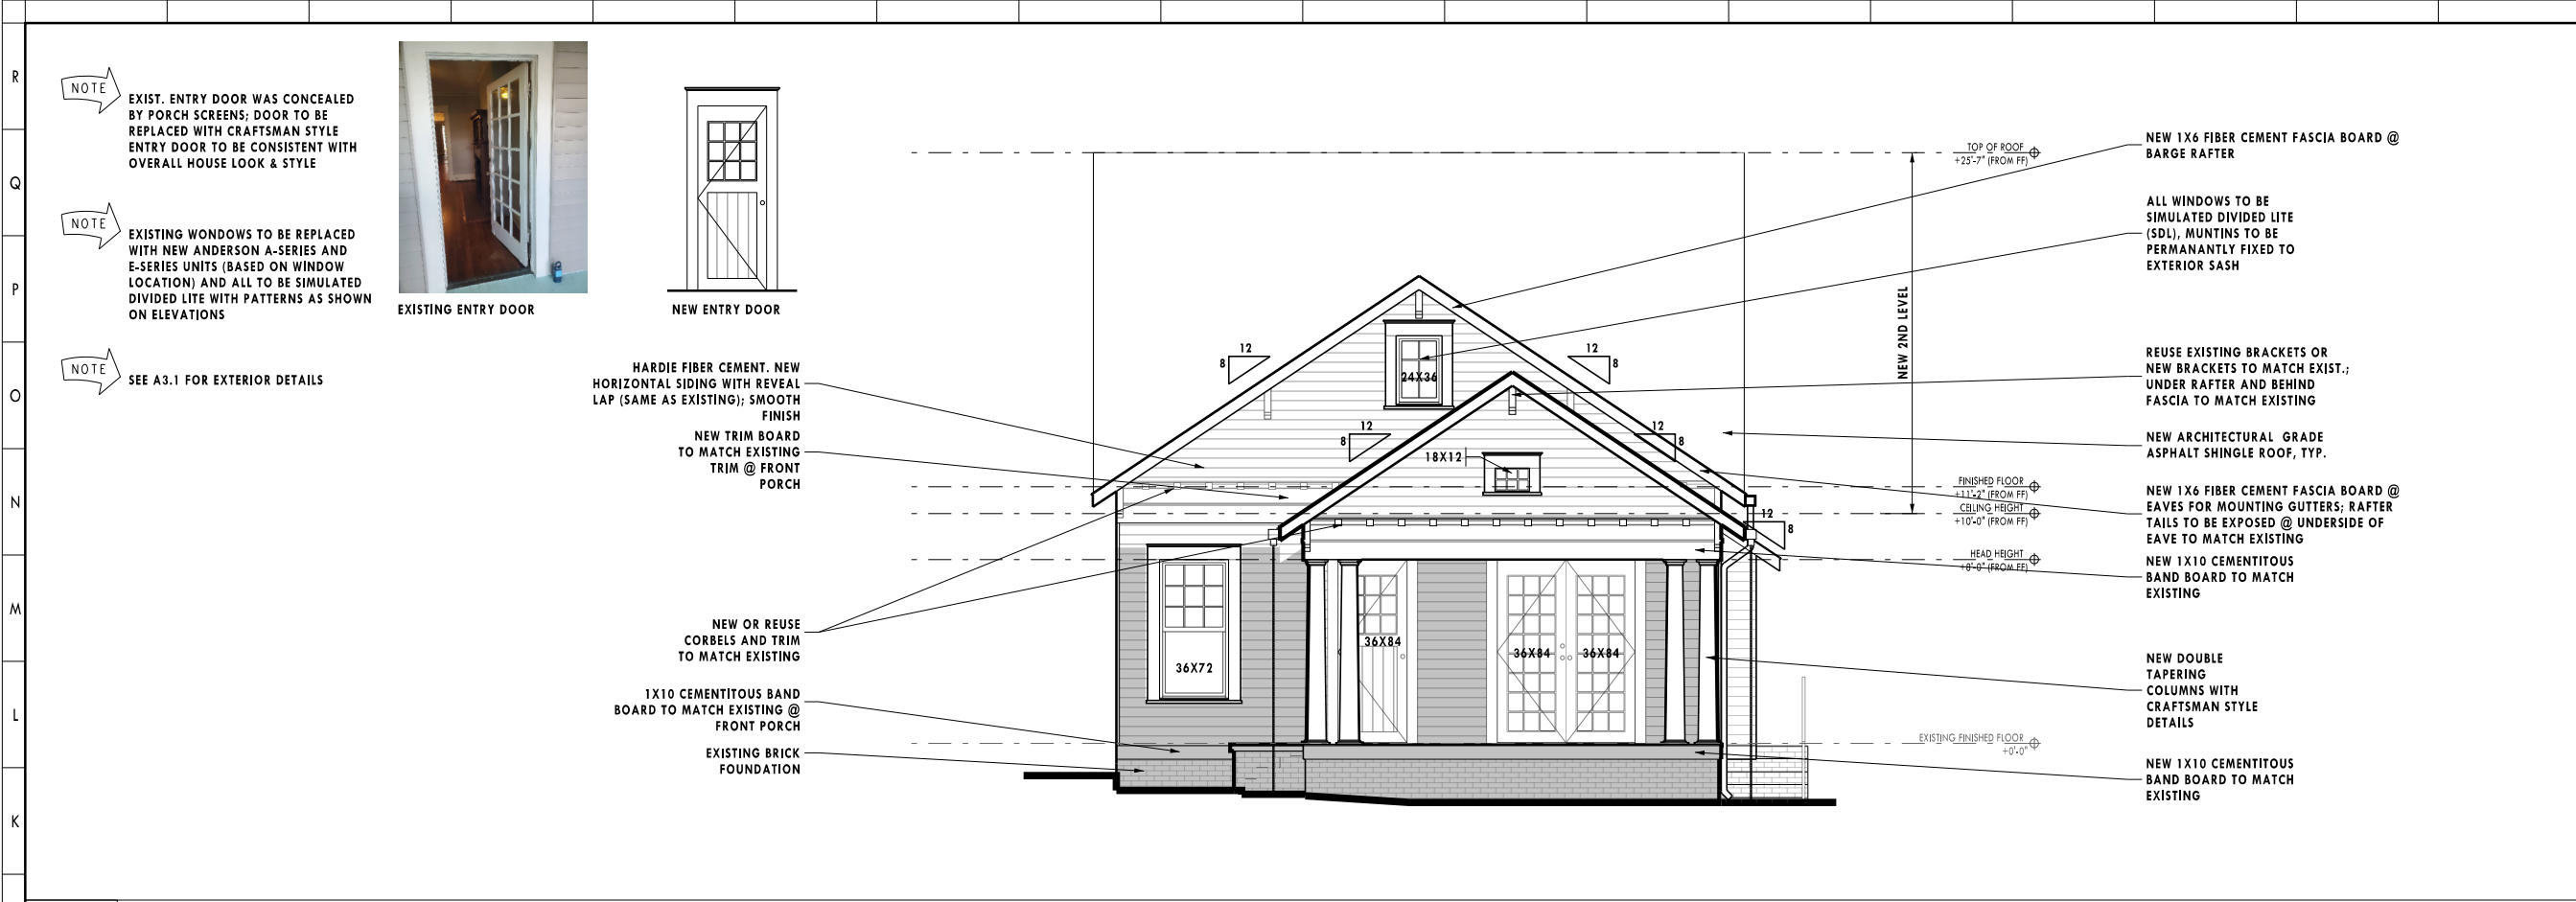 R
Q
P
O
N
M
L
K
NOTE
EXIST. ENTRY DOOR WAS CONCEALED
BY PORCH SCREENS; DOOR TO BE
REPLACED WITH CRAFTSMAN STYLE
ENTRY DOOR TO BE CONSISTENT WITH
OVERALL HOUSE LOOK & STYLE
NOTE
EXISTING WONDOWS TO BE REPLACED
WITH NEW ANDERSON A-SERIES AND
E-SERIES UNITS (BASED ON WINDOW
LOCATION) AND ALL TO BE SIMULATED
DIVIDED LITE WITH PATTERNS AS SHOWN
ON ELEVATIONS
NOTE
SEE A3.1 FOR EXTERIOR DETAILS
EXISTING ENTRY DOOR
NEW ENTRY DOOR
HARDIE FIBER CEMENT. NEW
HORIZONTAL SIDING WITH REVEAL
LAP (SAME AS EXISTING); SMOOTH
FINISH
NEW TRIM BOARD
TO MATCH EXISTING
TRIM @ FRONT
PORCH
NEW OR REUSE
CORBELS AND TRIM
TO MATCH EXISTING
1X10 CEMENTITOUS BAND
BOARD TO MATCH EXISTING @
FRONT PORCH
EXISTING BRICK
FOUNDATION
12
8
12
8
24X36
12
8
12
8
18X12
12
8
36X72
36X84
36X84
36X84
NEW 2ND LEVEL
TOP OF ROOF
+25'-7" (FROM FF)
FINISHED FLOOR
+11'-2" (FROM FF)
CEILING HEIGHT
+10'-0" (FROM FF)
HEAD HEIGHT
+8'-0" (FROM FF)
EXISTING FINISHED FLOOR
+0'-0"
NEW 1X6 FIBER CEMENT FASCIA BOARD @
BARGE RAFTER
ALL WINDOWS TO BE
SIMULATED DIVIDED LITE
(SDL), MUNTINS TO BE
PERMANANTLY FIXED TO
EXTERIOR SASH
REUSE EXISTING BRACKETS OR
NEW BRACKETS TO MATCH EXIST.;
UNDER RAFTER AND BEHIND
FASCIA TO MATCH EXISTING
NEW ARCHITECTURAL GRADE
ASPHALT SHINGLE ROOF, TYP.
NEW 1X6 FIBER CEMENT FASCIA BOARD @
EAVES FOR MOUNTING GUTTERS; RAFTER
TAILS TO BE EXPOSED @ UNDERSIDE OF
EAVE TO MATCH EXISTING
NEW 1X10 CEMENTITOUS
BAND BOARD TO MATCH
EXISTING
NEW DOUBLE
TAPERING
COLUMNS WITH
CRAFTSMAN STYLE
DETAILS
NEW 1X10 CEMENTITOUS
BAND BOARD TO MATCH
EXISTING